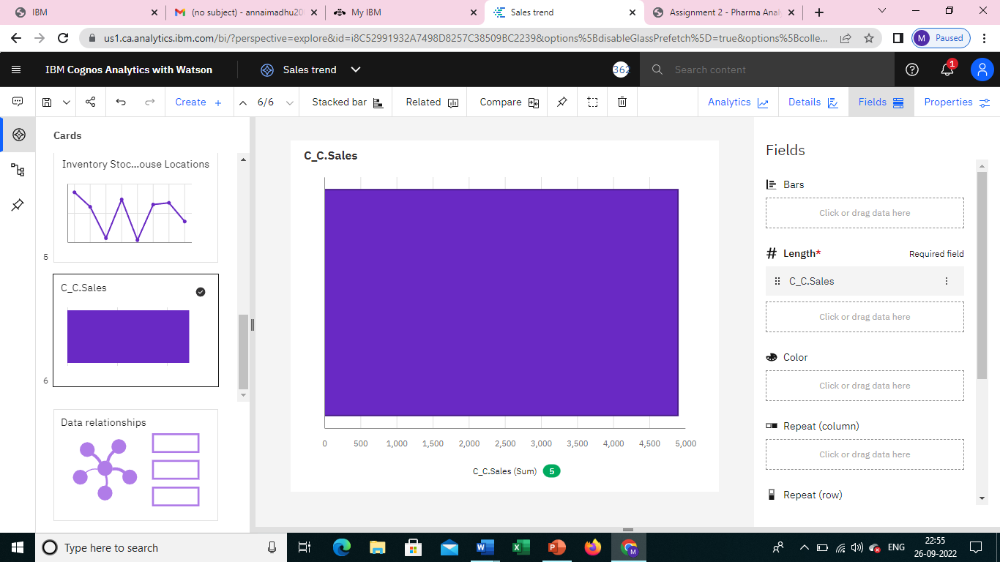 IBM
(no subject) - annaimadhu20
My IBM
Sales trend
Assignment 2 - Pharma Anal
us1.ca.analytics.ibm.com/bi/?perspective=explore&id=i8C52991932A7498D8257C38509BC2239&options%5BdisableGlassPrefetch%5D=true&options%5Bcolle...
M Paused
IBM Cognos Analytics with Watson
Sales trend
362
Search content
1
Create +
6/6
Stacked bar
Related
Compare
Analytics
Details
Fields
Properties
Cards
Inventory Stoc...ouse Locations
5
C_C.Sales
6
Data relationships
C_C.Sales
0 500 1,000 1,500 2,000 2,500 3,000 3,500 4,000 4,500 5,000
C_C.Sales (Sum) 5
Fields
Bars
Click or drag data here
# Length* Required field
C_C.Sales
Click or drag data here
Color
Click or drag data here
Repeat (column)
Click or drag data here
Repeat (row)
Type here to search
ENG
22:55
26-09-2022